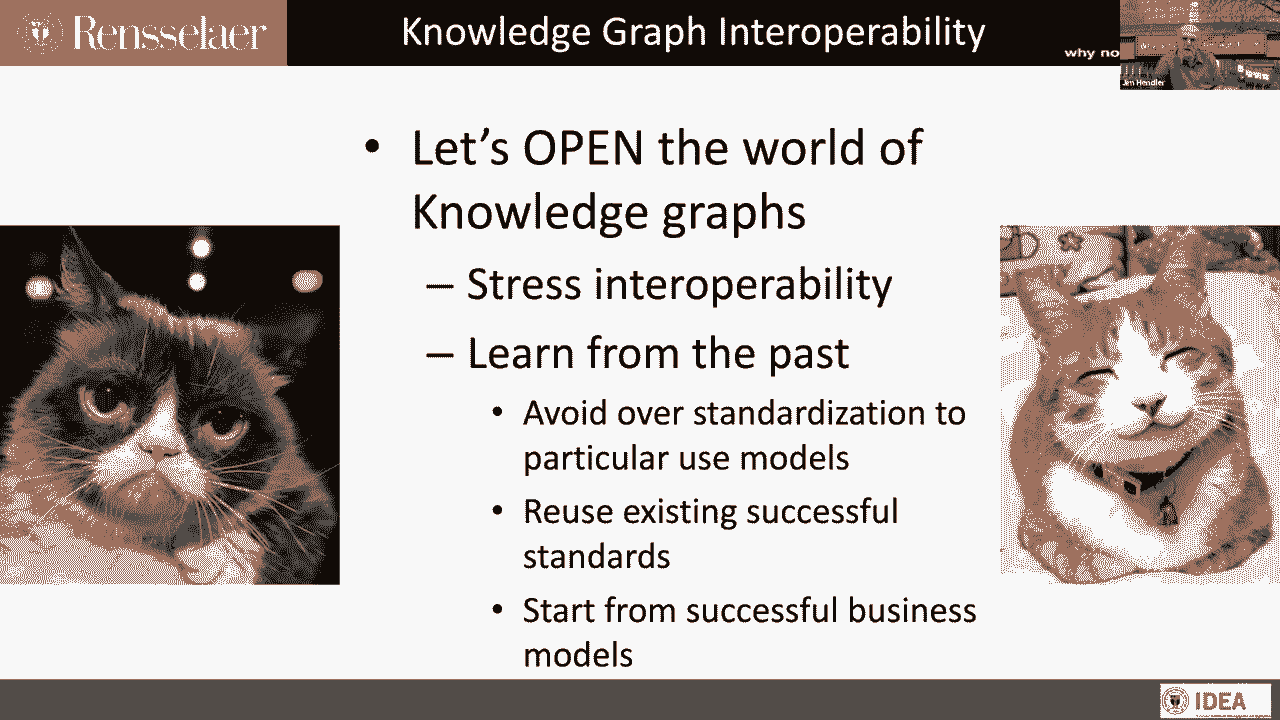 Rensselaer
Knowledge Graph Interoperability
why no
Jim Hendler
• Let's OPEN the world of
Knowledge graphs
– Stress interoperability
– Learn from the past
• Avoid over standardization to
particular use models
• Reuse existing successful
standards
• Start from successful business
models
IDEA